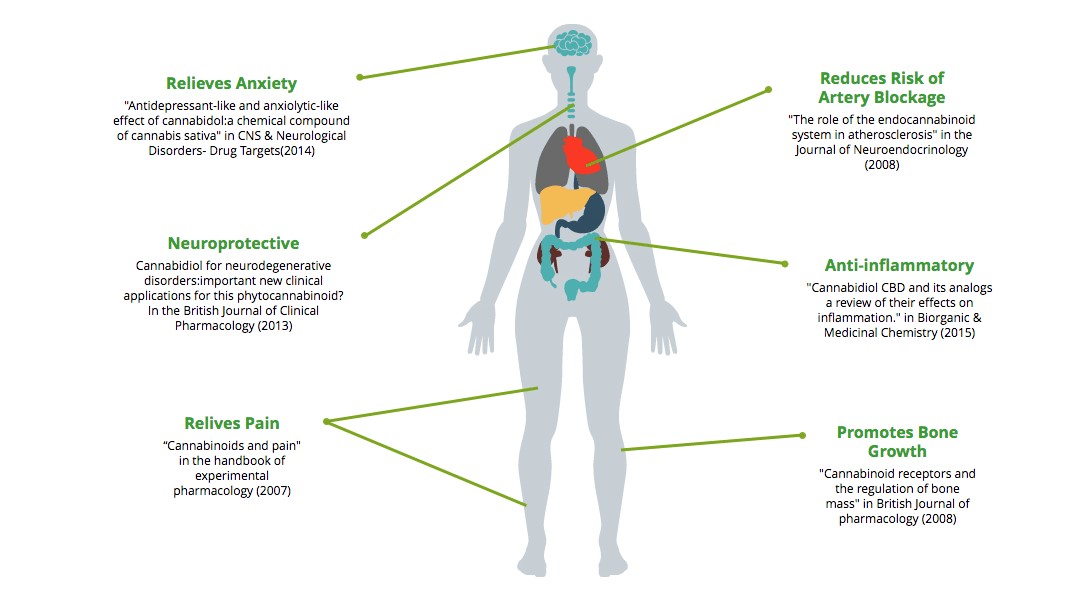 Relieves Anxiety
"Antidepressant-like and anxiolytic-like
effect of cannabidol:a chemical compound
of cannabis sativa" in CNS & Neurological
Disorders- Drug Targets(2014)
Neuroprotective
Cannabidiol for neurodegenerative
disorders:important new clinical
applications for this phytocannabinoid?
In the British Journal of Clinical
Pharmacology (2013)
Relives Pain
“Cannabinoids and pain"
in the handbook of
experimental
pharmacology (2007)
Reduces Risk of
Artery Blockage
"The role of the endocannabinoid
system in atherosclerosis" in the
Journal of Neuroendocrinology
(2008)
Anti-inflammatory
"Cannabidiol CBD and its analogs
a review of their effects on
inflammation." in Biorganic &
Medicinal Chemistry (2015)
Promotes Bone
Growth
"Cannabinoid receptors and
the regulation of bone
mass" in British Journal of
pharmacology (2008)